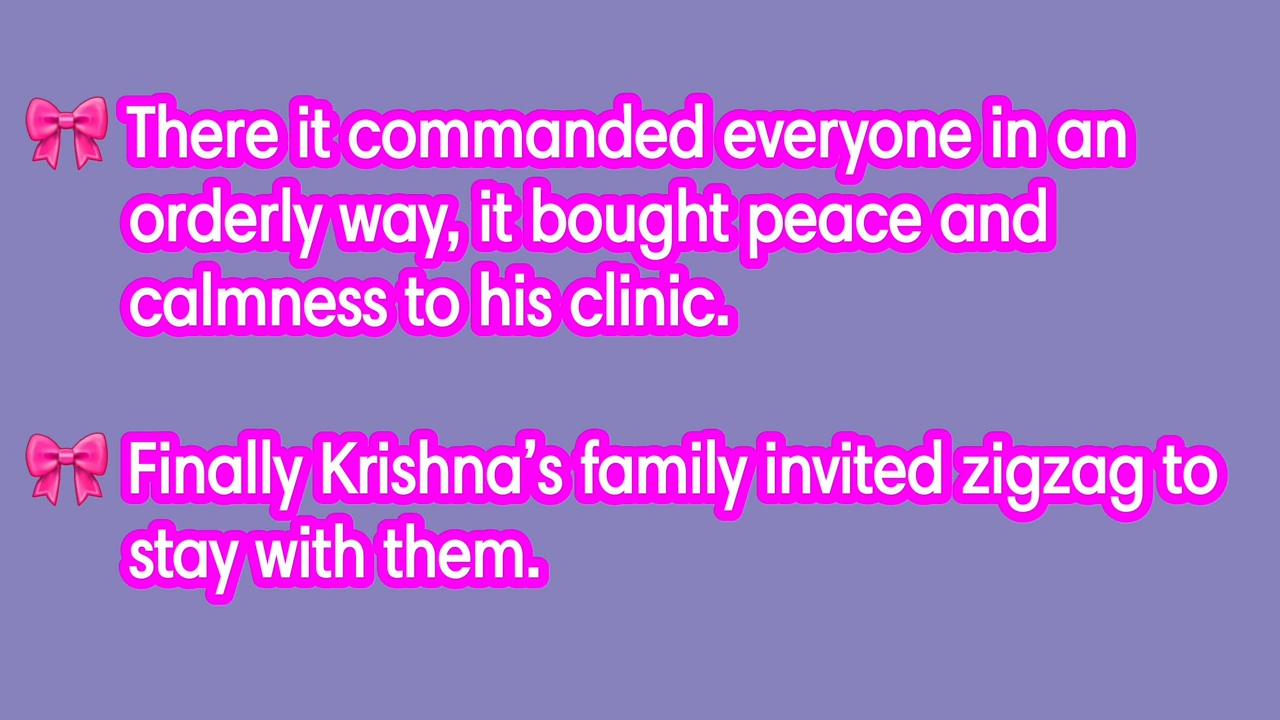 There it commanded everyone in an
orderly way, it bought peace and
calmness to his clinic.
Finally Krishna’s family invited zigzag to
stay with them.